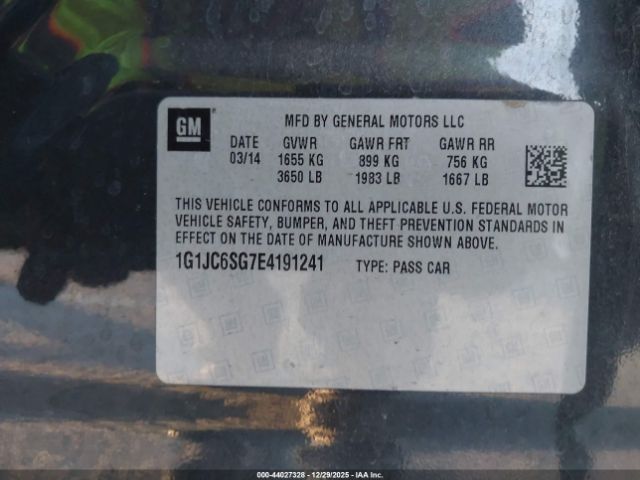 GM
MFD BY GENERAL MOTORS LLC
DATE GVWR GAWR FRT GAWR RR
03/14 1655 KG 899 KG 756 KG
3650 LB 1983 LB 1667 LB
THIS VEHICLE CONFORMS TO ALL APPLICABLE U.S. FEDERAL MOTOR
VEHICLE SAFETY, BUMPER, AND THEFT PREVENTION STANDARDS IN
EFFECT ON THE DATE OF MANUFACTURE SHOWN ABOVE.
1G1JC6SG7E4191241 TYPE: PASS CAR
000-44027328 - 12/29/2025 - IAA Inc.